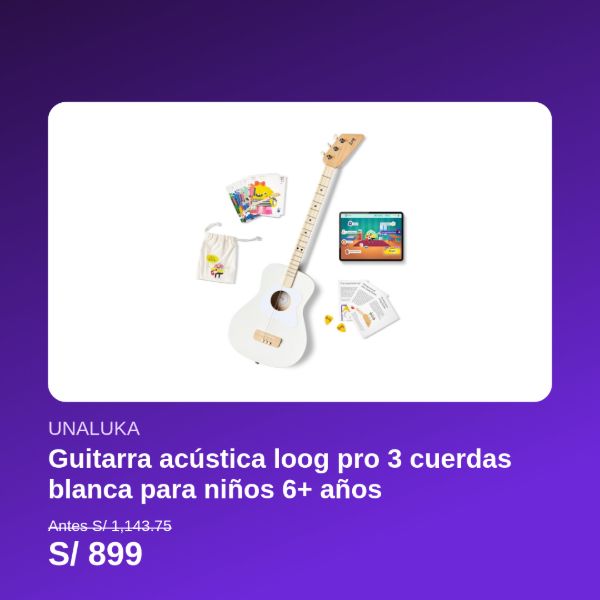 UNALUKA
Guitarra acústica loog pro 3 cuerdas
blanca para niños 6+ años
Antes S/ 1,143.75
S/ 899